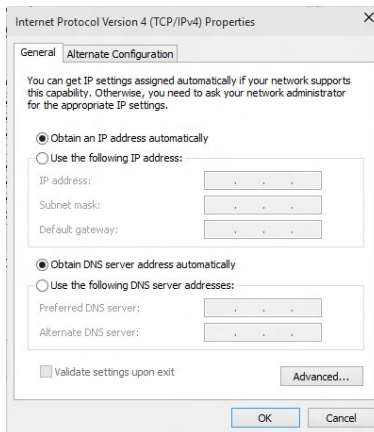 Internet Protocol Version 4 (TCP/IPv4) Properties
General
Alternate Configuration
You can get IP settings assigned automatically if your network supports
this capability. Otherwise, you need to ask your network administrator
for the appropriate IP settings.
Obtain an IP address automatically
Use the following IP address:
IP address:
Subnet mask:
Default gateway:
Obtain DNS server address automatically
Use the following DNS server addresses:
Preferred DNS server:
Alternate DNS server:
Validate settings upon exit
Advanced...
OK
Cancel